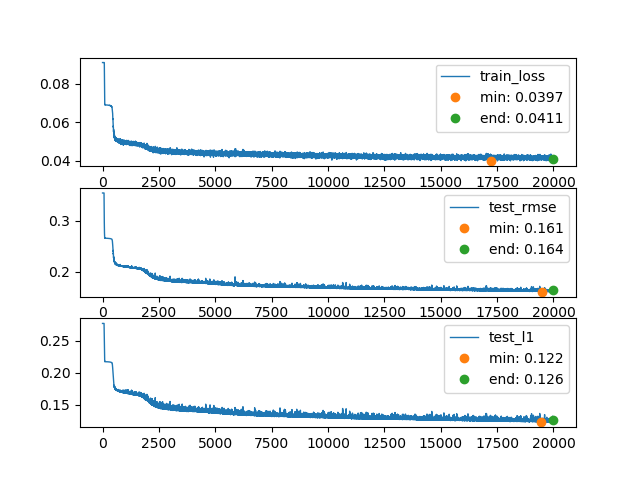 0.08
0.06
0.04
train_loss
min: 0.0397
end: 0.0411
0 2500 5000 7500 10000 12500 15000 17500 20000
0.3
0.2
test_rmse
min: 0.161
end: 0.164
0 2500 5000 7500 10000 12500 15000 17500 20000
0.25
0.20
0.15
test_l1
min: 0.122
end: 0.126
0 2500 5000 7500 10000 12500 15000 17500 20000